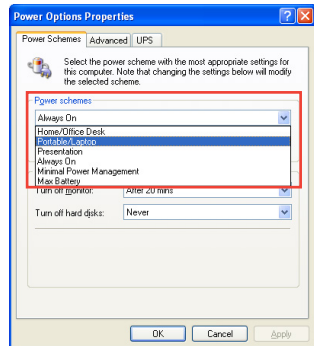 Power Options Properties
Power Schemes Advanced UPS
Select the power scheme with the most appropriate settings for
this computer. Note that changing the settings below will modify
the selected scheme.
Power schemes
Always On
Home/Office Desk
Portable/Laptop
Presentation
Always On
Minimal Power Management
Max Battery
Turn off monitor: After 20 mins
Turn off hard disks: Never
OK Cancel Apply